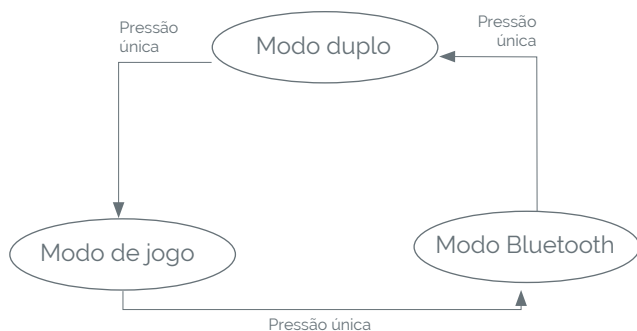 Pressão
única
Modo duplo
Pressão
única
Modo de jogo
Modo Bluetooth
Pressão única